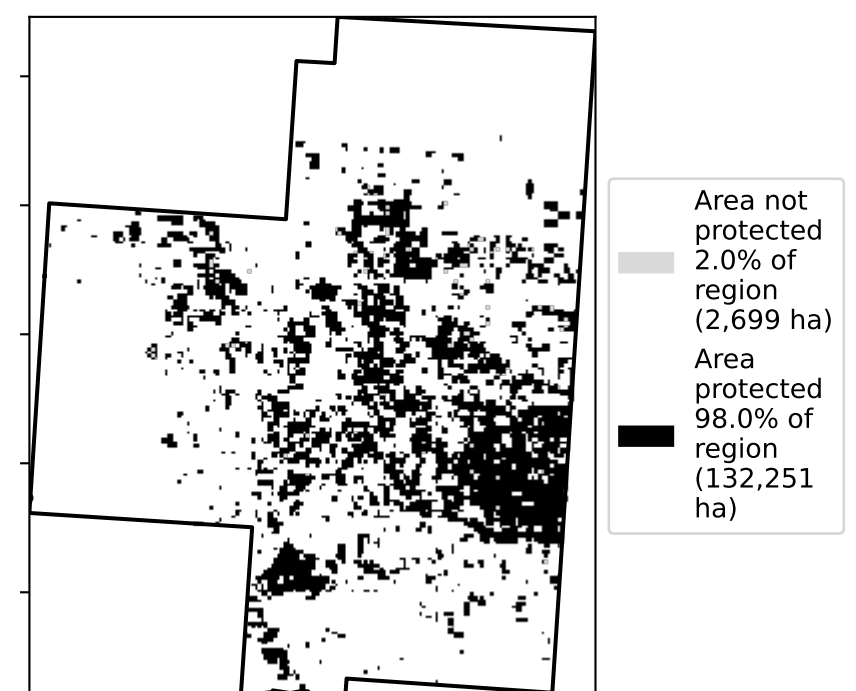 Area not
protected
2.0% of
region
(2,699 ha)
Area
protected
98.0% of
region
(132,251
ha)